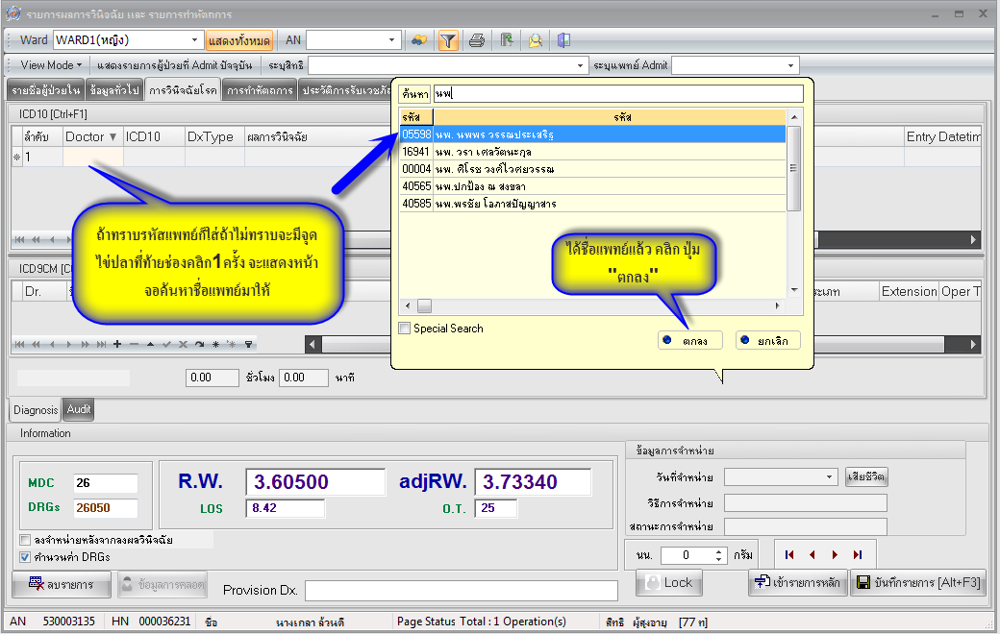 รายการผลการวินิจฉัย และ รายการทำหัตถการ
Ward WARD1(หญิง) แสดงทั้งหมด AN
View Mode แสดงรายการผู้ป่วยที่ Admit ปัจจุบัน ระบุสิทธิ ระบุแพทย์ Admit
รายชื่อผู้ป่วยใน ข้อมูลทั่วไป การวินิจฉัยโรค การทำหัตถการ ประวัติการรับเวชภัณ
ICD10 [Ctrl+F1]
ลำดับ Doctor ICD10 DxType ผลการวินิจฉัย Entry Datetim
* 1
ค้นหา นพ
รหัส รหัส
05598 นพ. นพพร วรรณประเสริฐ
16941 นพ. วรา เศลวัตนะกุล
00004 นพ. ศิโรช วงค์ไวศยวรรณ
40565 นพ.ปกป้อง ณ สงขลา
40585 นพ.พรชัย โอภาสปัญญาสาร
ถ้าทราบรหัสแพทย์ก็ใส่ถ้าไม่ทราบจะมีจุด
ไข่ปลาที่ท้ายช่องคลิก1ครั้ง จะแสดงหน้า
จอค้นหาชื่อแพทย์มาให้
ได้ชื่อแพทย์แล้ว คลิก ปุ่ม
"ตกลง"
Special Search
ตกลง ยกเลิก
ICD9CM [C
Dr. ระเภท Extension Oper T
0.00 ชั่วโมง 0.00 นาที
Diagnosis Audit
Information
MDC 26 R.W. 3.60500 adjRW. 3.73340
DRGs 26050 LOS 8.42 O.T. 25
ลงจำหน่ายหลังจากลงผลวินิจฉัย
คำนวนค่า DRGs
ข้อมูลการจำหน่าย
วันที่จำหน่าย เสียชีวิต
วิธีการจำหน่าย
สถานะการจำหน่าย
นน. 0 กรัม
ลบรายการ ข้อมูลการคลอด Provision Dx. Lock เข้ารายการหลัก บันทึกรายการ [Alt+F3]
AN 530003135 HN 000036231 ชื่อ นางเกลา ล้วนดี Page Status Total : 1 Operation(s) สิทธิ ผู้สูงอายุ [77 ท]